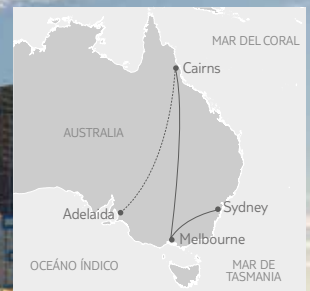 MAR DEL CORAL
Cairns
AUSTRALIA
Adelaida
Sydney
Melbourne
OCEÁNO ÍNDICO
MAR DE
TASMANIA